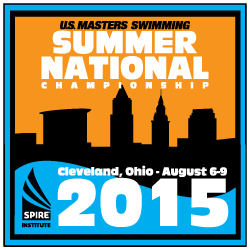 U.S. MASTERS SWIMMING
SUMMER
NATIONAL
CHAMPIONSHIP
Cleveland, Ohio - August 6-9
2015
SPIRE
INSTITUTE